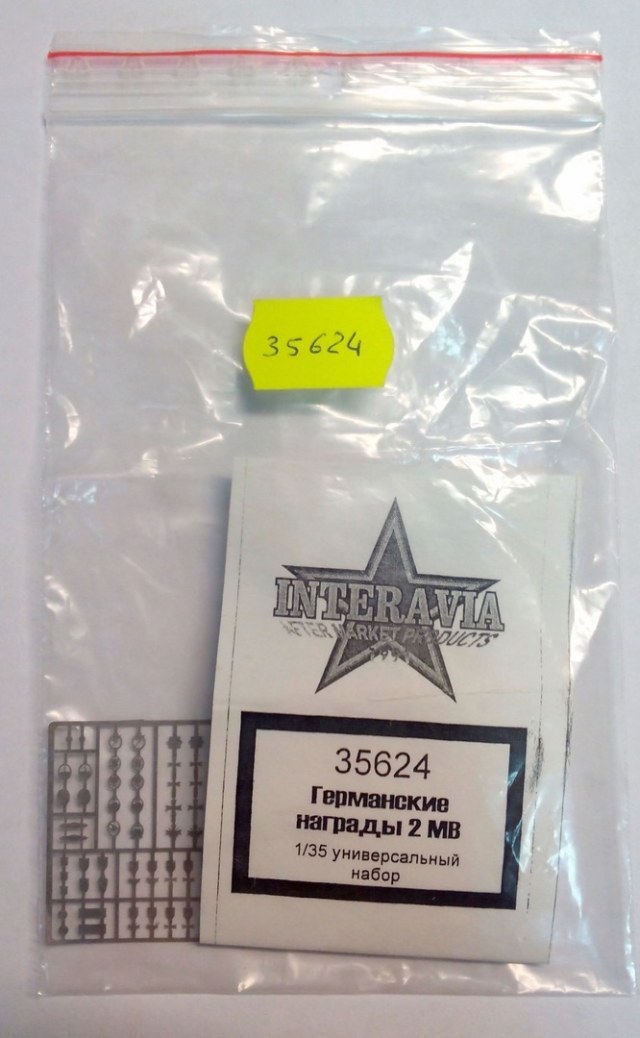 35624
INTERAVIA
AFTER MARKET PRODUCTS
35624
Германские
награды 2 МВ
1/35 универсальный
набор